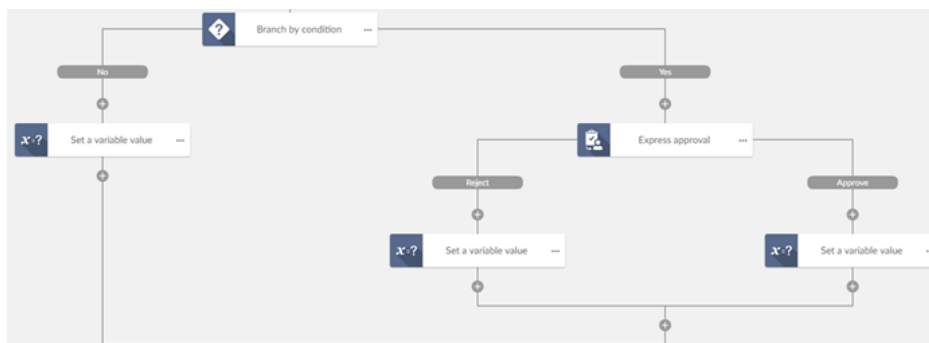 Branch by condition
No
Yes
x=?
Set a variable value
Express approval
Reject
Approve
x=?
Set a variable value
x=?
Set a variable value